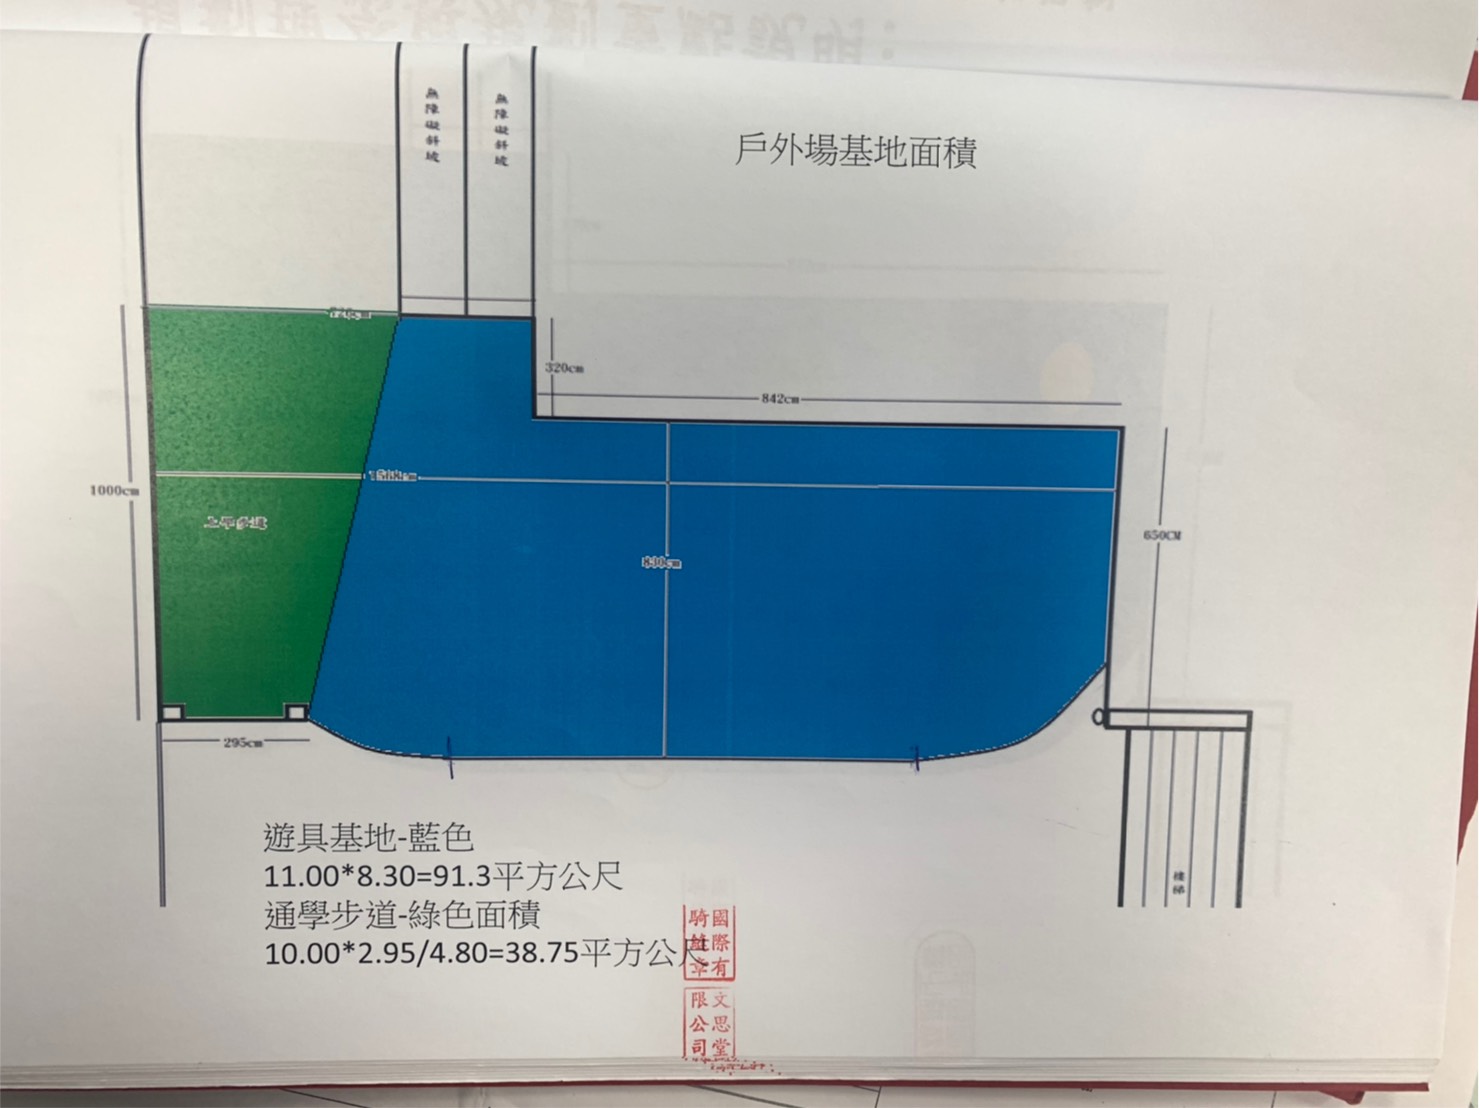 無障礙斜坡
無障礙斜坡
戶外場基地面積
320cm
842cm
1568cm
1000cm
上學步道
650CM
830cm
295cm
遊具基地-藍色
11.00*8.30=91.3平方公尺
通學步道-綠色面積
10.00*2.95/4.80=38.75平方公尺
樓梯
國際有
騎縫章
文思堂
限公司